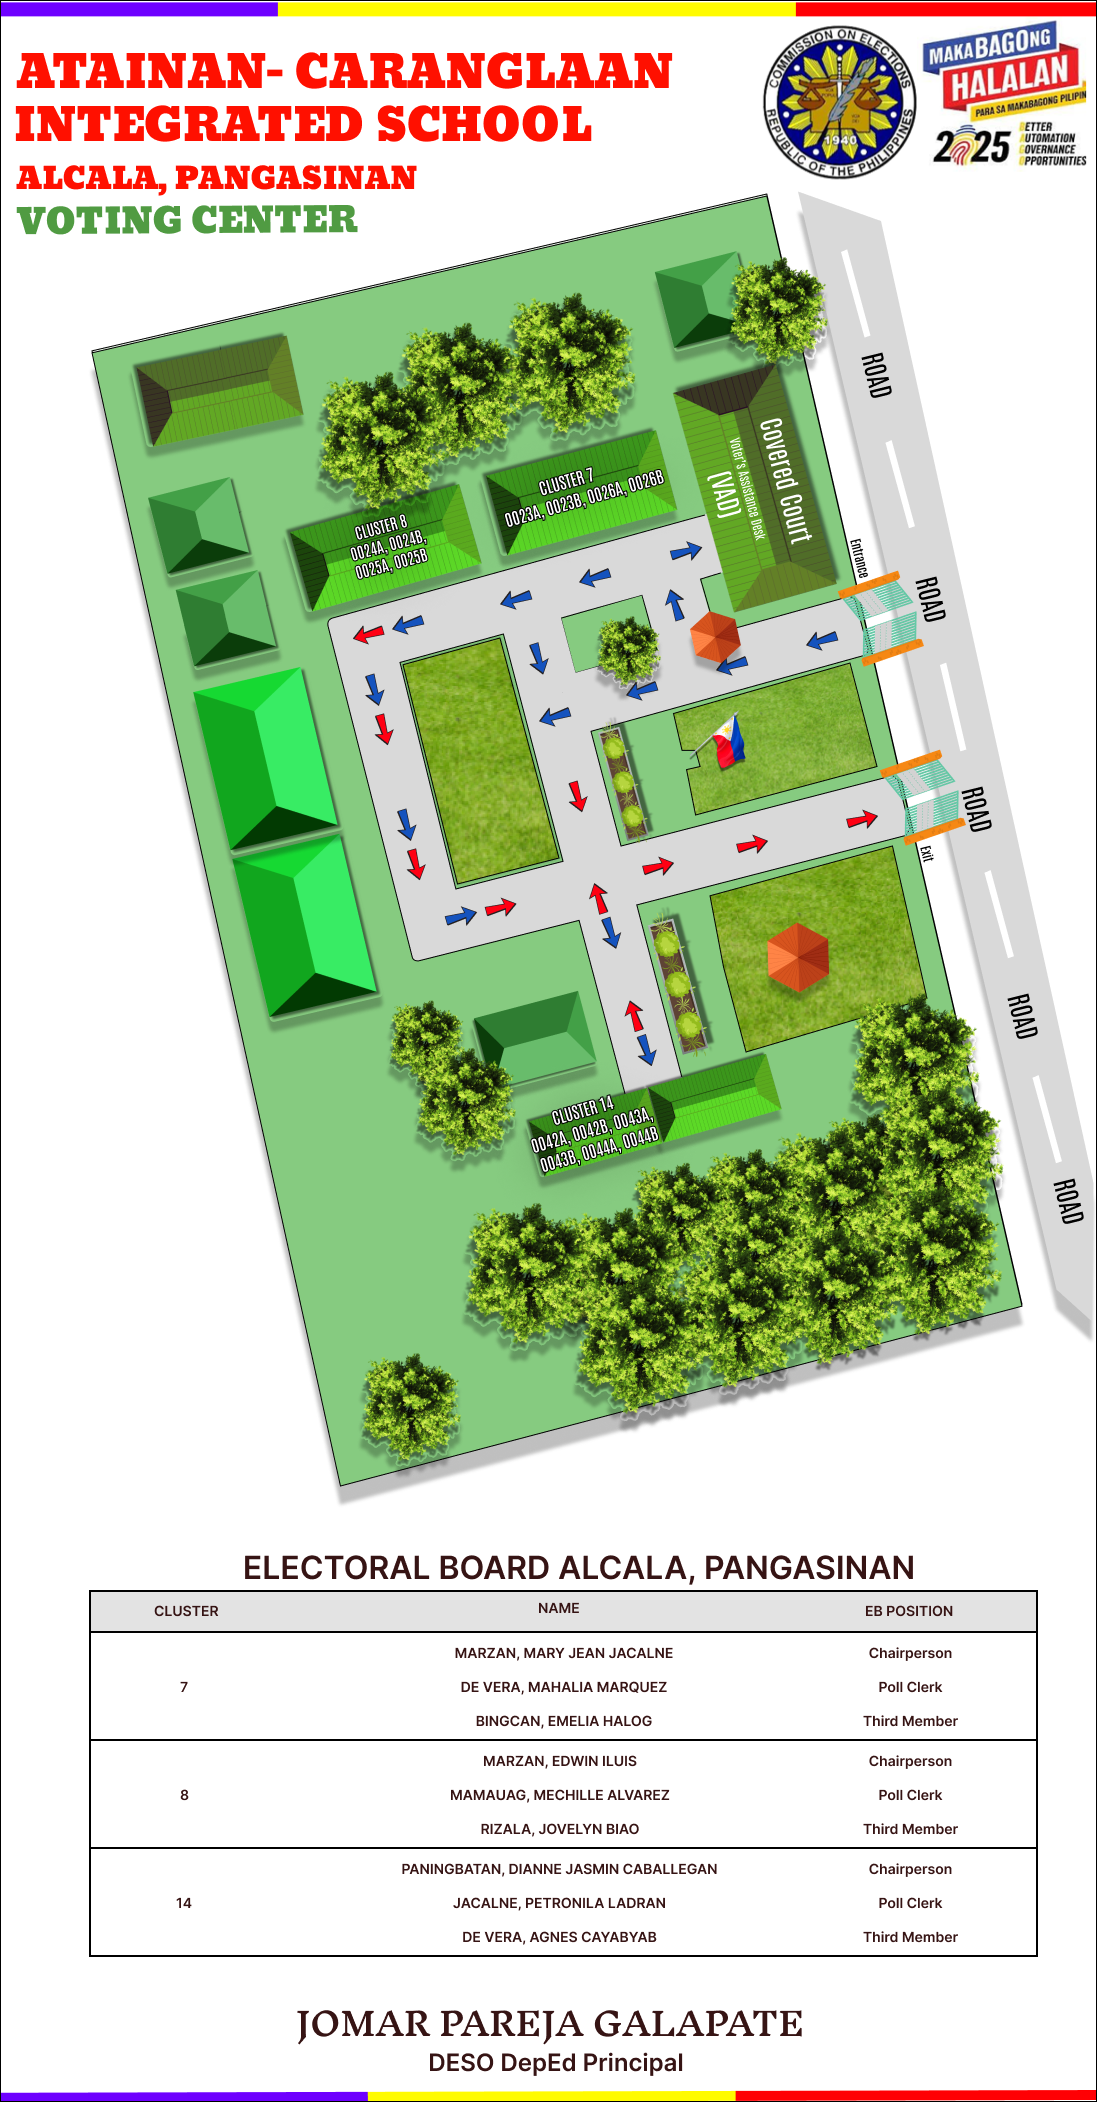 ATAINAN- CARANGLAAN
INTEGRATED SCHOOL
ALCALA, PANGASINAN
VOTING CENTER
COMMISSION ON ELECTIONS
1940
REPUBLIC OF THE PHILIPPINES
MAKABAGONG
HALALAN
PARA SA MAKABAGONG PILIPIN
2025
BETTER
AUTOMATION
GOVERNANCE
OPPORTUNITIES
ROAD
Covered Court
Voter's Assistance Desk
(VAD)
CLUSTER 7
0023A, 0023B, 0026A, 0026B
CLUSTER 8
0024A, 0024B,
0025A, 0025B
Entrance
ROAD
ROAD
Exit
ROAD
CLUSTER 14
0042A, 0042B, 0043A,
0043B, 0044A, 0044B
ROAD
ELECTORAL BOARD ALCALA, PANGASINAN
CLUSTER NAME EB POSITION
MARZAN, MARY JEAN JACALNE Chairperson
7 DE VERA, MAHALIA MARQUEZ Poll Clerk
BINGCAN, EMELIA HALOG Third Member
MARZAN, EDWIN ILUIS Chairperson
8 MAMAUAG, MECHILLE ALVAREZ Poll Clerk
RIZALA, JOVELYN BIAO Third Member
PANINGBATAN, DIANNE JASMIN CABALLEGAN Chairperson
14 JACALNE, PETRONILA LADRAN Poll Clerk
DE VERA, AGNES CAYABYAB Third Member
JOMAR PAREJA GALAPATE
DESO DepEd Principal